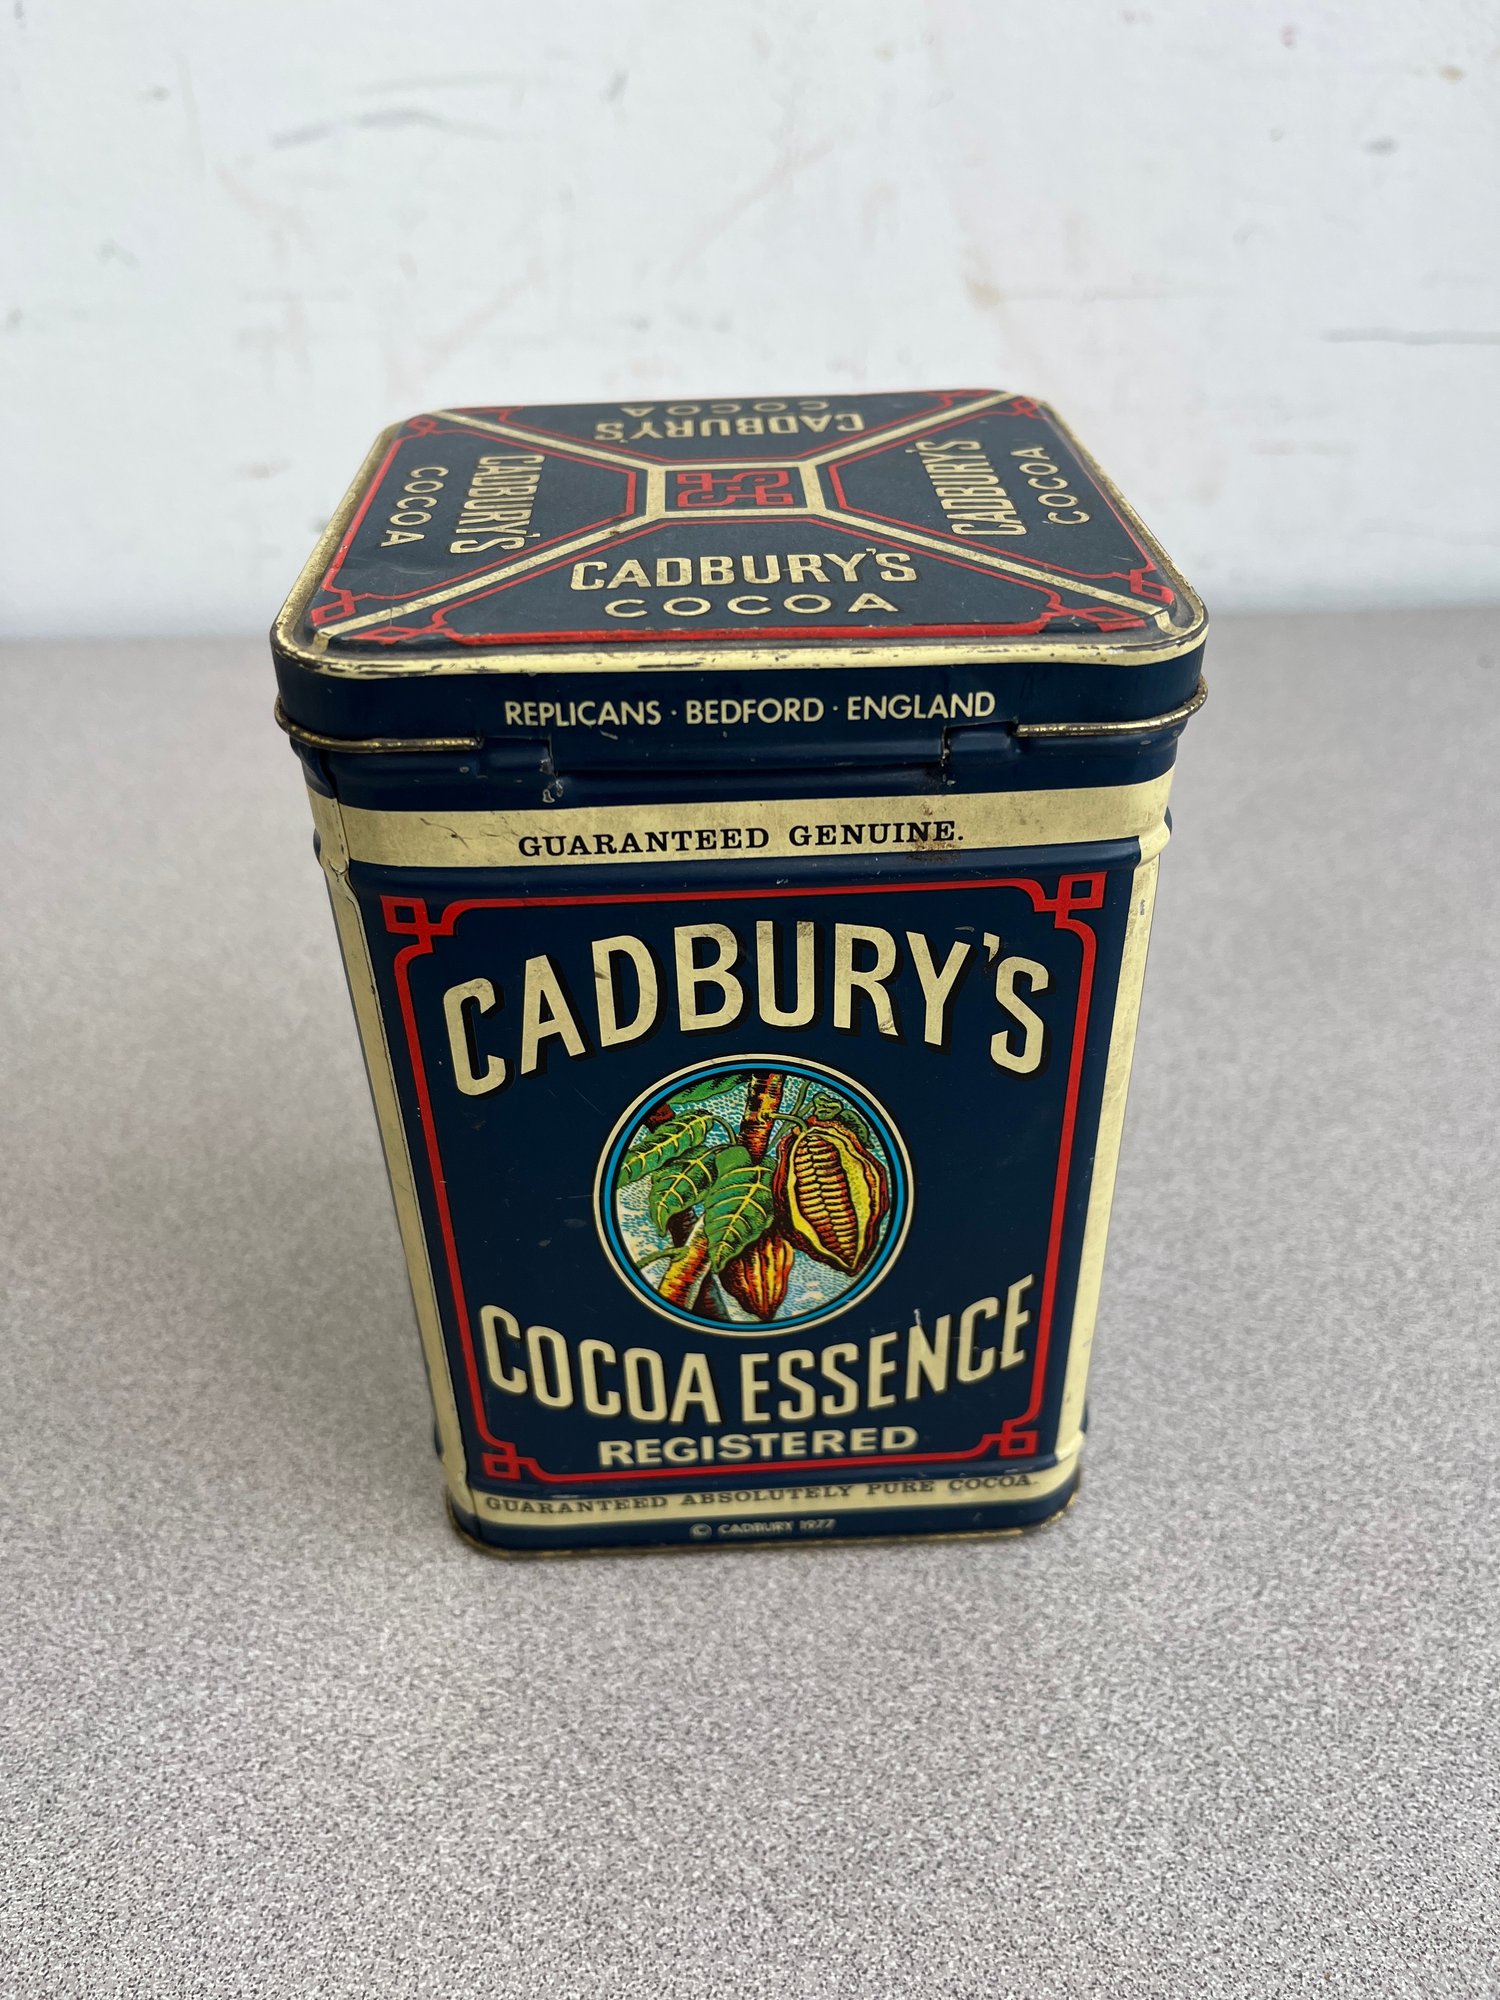 CADBURY'S
COCOA
CADBURY'S
COCOA
CADBURY'S
COCOA
CADBURY'S
COCOA
REPLICANS · BEDFORD · ENGLAND
GUARANTEED GENUINE.
CADBURY'S
COCOA ESSENCE
REGISTERED
GUARANTEED ABSOLUTELY PURE COCOA.
© CADBURY 1977